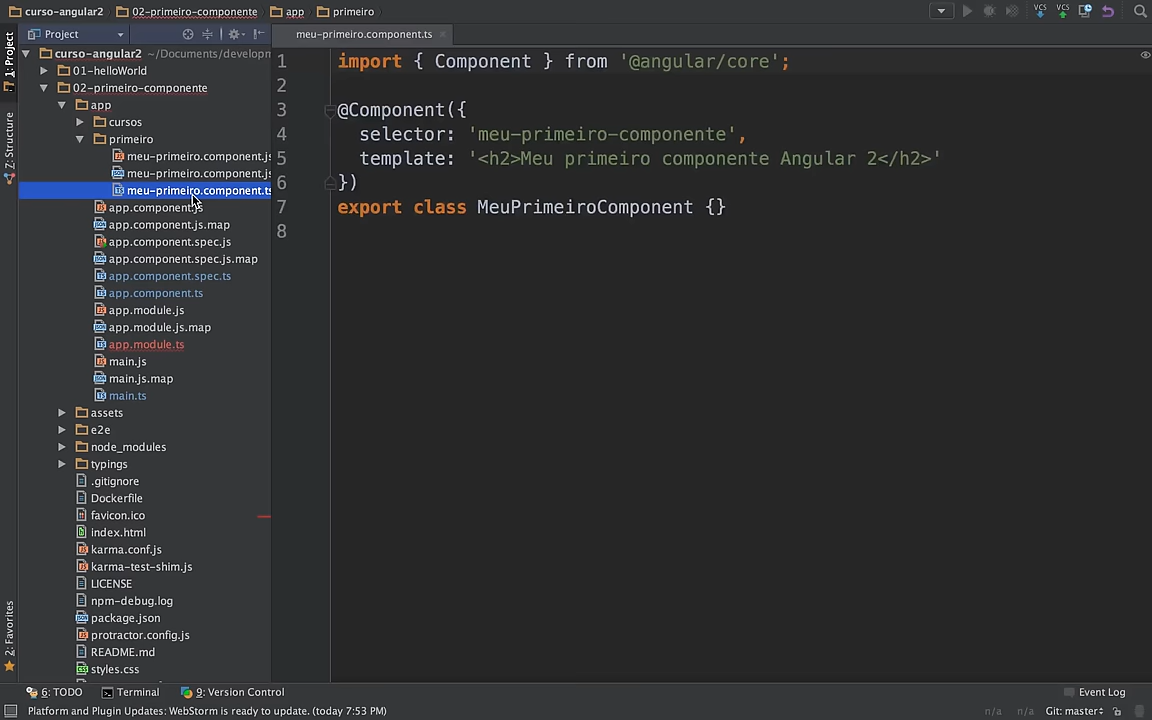 curso-angular2 02-primeiro-componente app primeiro
VCS VCS
Project
meu-primeiro.component.ts
1: Project
7: Structure
2: Favorites
curso-angular2 ~/Documents/developn
01-helloWorld
02-primeiro-componente
app
cursos
primeiro
meu-primeiro.component.js
meu-primeiro.component.js
meu-primeiro.component.ts
app.component.js
app.component.js.map
app.component.spec.js
app.component.spec.js.map
app.component.spec.ts
app.component.ts
app.module.js
app.module.js.map
app.module.ts
main.js
main.js.map
main.ts
assets
e2e
node_modules
typings
.gitignore
Dockerfile
favicon.ico
index.html
karma.conf.js
karma-test-shim.js
LICENSE
npm-debug.log
package.json
protractor.config.js
README.md
styles.css
1 import { Component } from '@angular/core';
2
3 @Component({
4 selector: 'meu-primeiro-componente',
5 template: '<h2>Meu primeiro componente Angular 2</h2>'
6 })
7 export class MeuPrimeiroComponent {}
8
6: TODO Terminal 9: Version Control Event Log
Platform and Plugin Updates: WebStorm is ready to update. (today 7:53 PM) n/a n/a Git: master